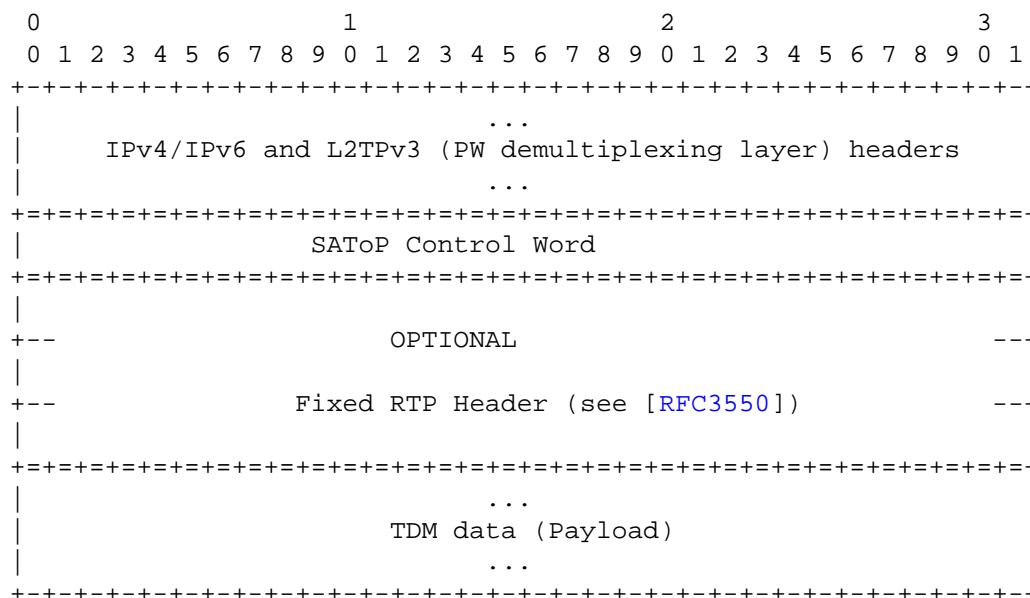 0                   1                   2                   3
 0 1 2 3 4 5 6 7 8 9 0 1 2 3 4 5 6 7 8 9 0 1 2 3 4 5 6 7 8 9 0 1
+-+-+-+-+-+-+-+-+-+-+-+-+-+-+-+-+-+-+-+-+-+-+-+-+-+-+-+-+-+-+-+--
|                             ...
|     IPv4/IPv6 and L2TPv3 (PW demultiplexing layer) headers
|                             ...
+=+=+=+=+=+=+=+=+=+=+=+=+=+=+=+=+=+=+=+=+=+=+=+=+=+=+=+=+=+=+=+=-
|                  SAToP Control Word
+=+=+=+=+=+=+=+=+=+=+=+=+=+=+=+=+=+=+=+=+=+=+=+=+=+=+=+=+=+=+=+=-
|
+--                     OPTIONAL                              ---
|
+--               Fixed RTP Header (see [RFC3550])            ---
|
+=+=+=+=+=+=+=+=+=+=+=+=+=+=+=+=+=+=+=+=+=+=+=+=+=+=+=+=+=+=+=+=-
|                             ...
|                       TDM data (Payload)
|                             ...
+-+-+-+-+-+-+-+-+-+-+-+-+-+-+-+-+-+-+-+-+-+-+-+-+-+-+-+-+-+-+-+--